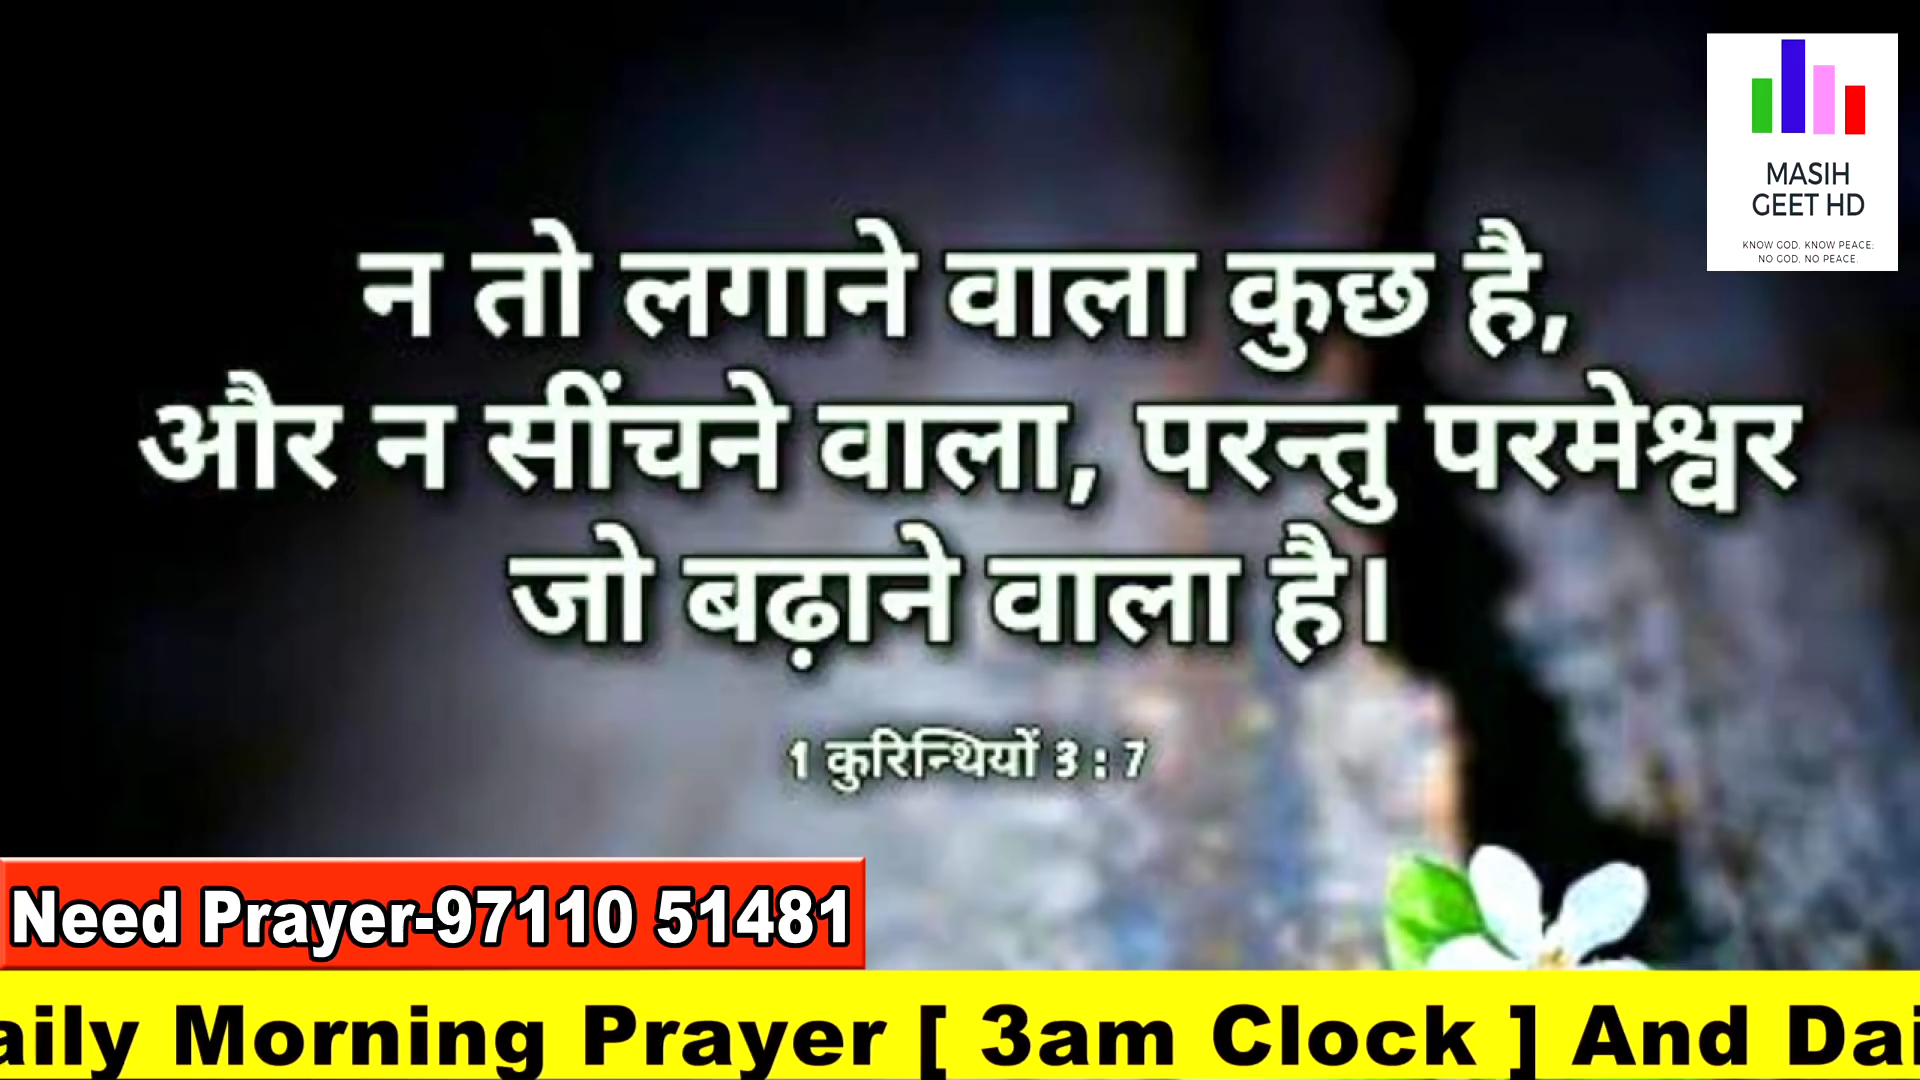 MASIH
GEET HD
KNOW GOD, KNOW PEACE;
NO GOD, NO PEACE.
न तो लगाने वाला कुछ है,
और न सींचने वाला, परन्तु परमेश्वर
जो बढ़ाने वाला है।
1 कुरिन्थियों 3 : 7
Need Prayer-97110 51481
aily Morning Prayer [ 3am Clock ] And Dai